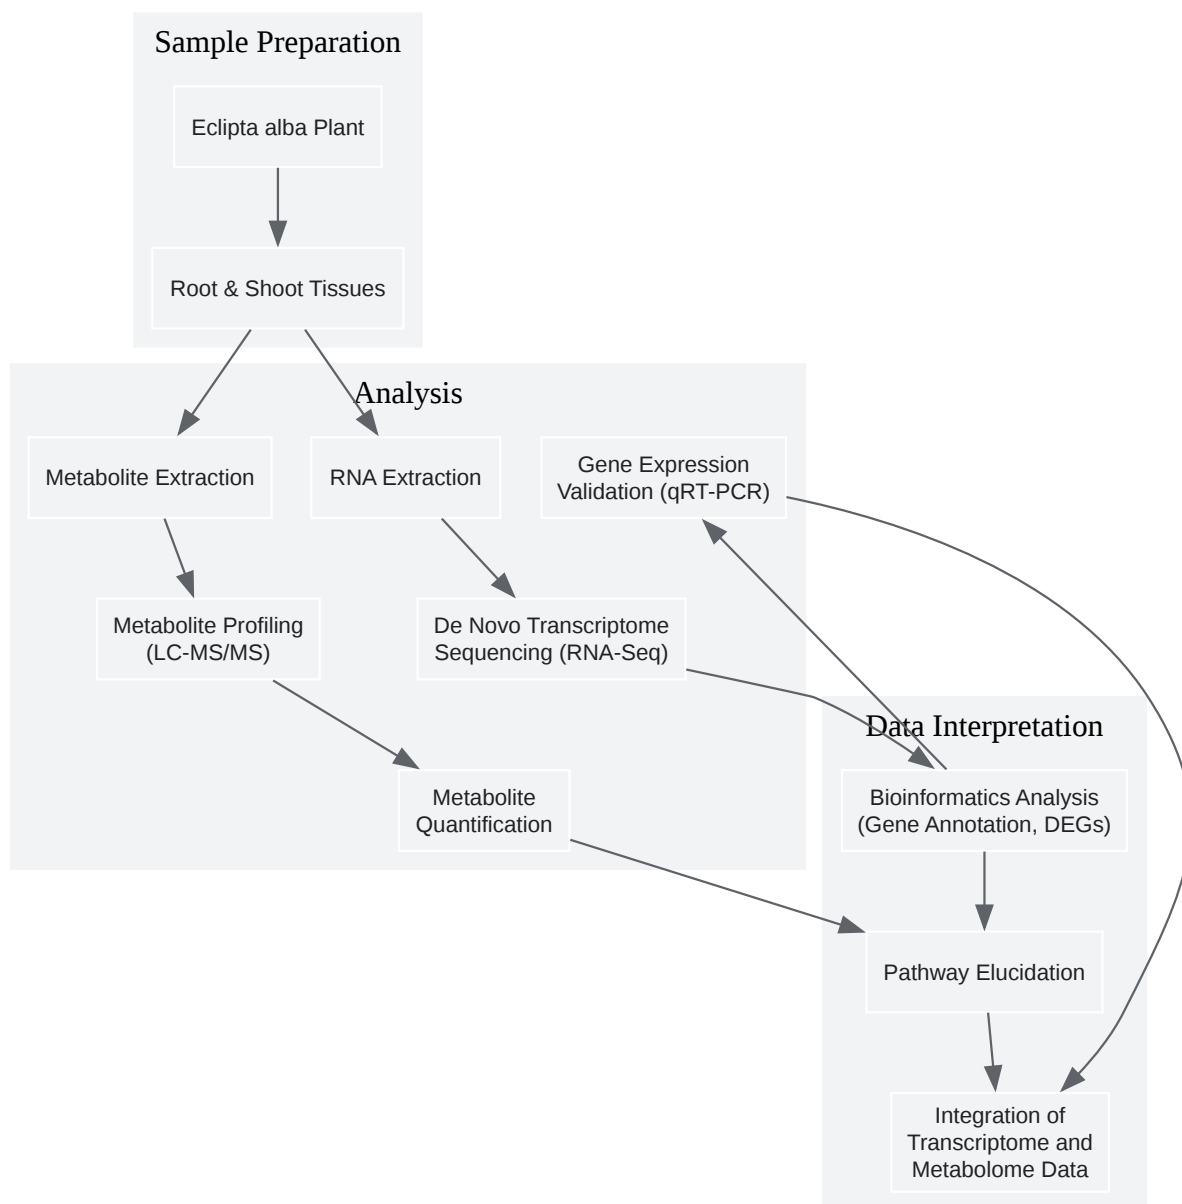 Sample Preparation
Eclipta alba Plant
Root & Shoot Tissues
Analysis
Metabolite Extraction
RNA Extraction
Gene Expression
Validation (qRT-PCR)
Metabolite Profiling
(LC-MS/MS)
De Novo Transcriptome
Sequencing (RNA-Seq)
Metabolite
Quantification
Data Interpretation
Bioinformatics Analysis
(Gene Annotation, DEGs)
Pathway Elucidation
Integration of
Transcriptome and
Metabolome Data